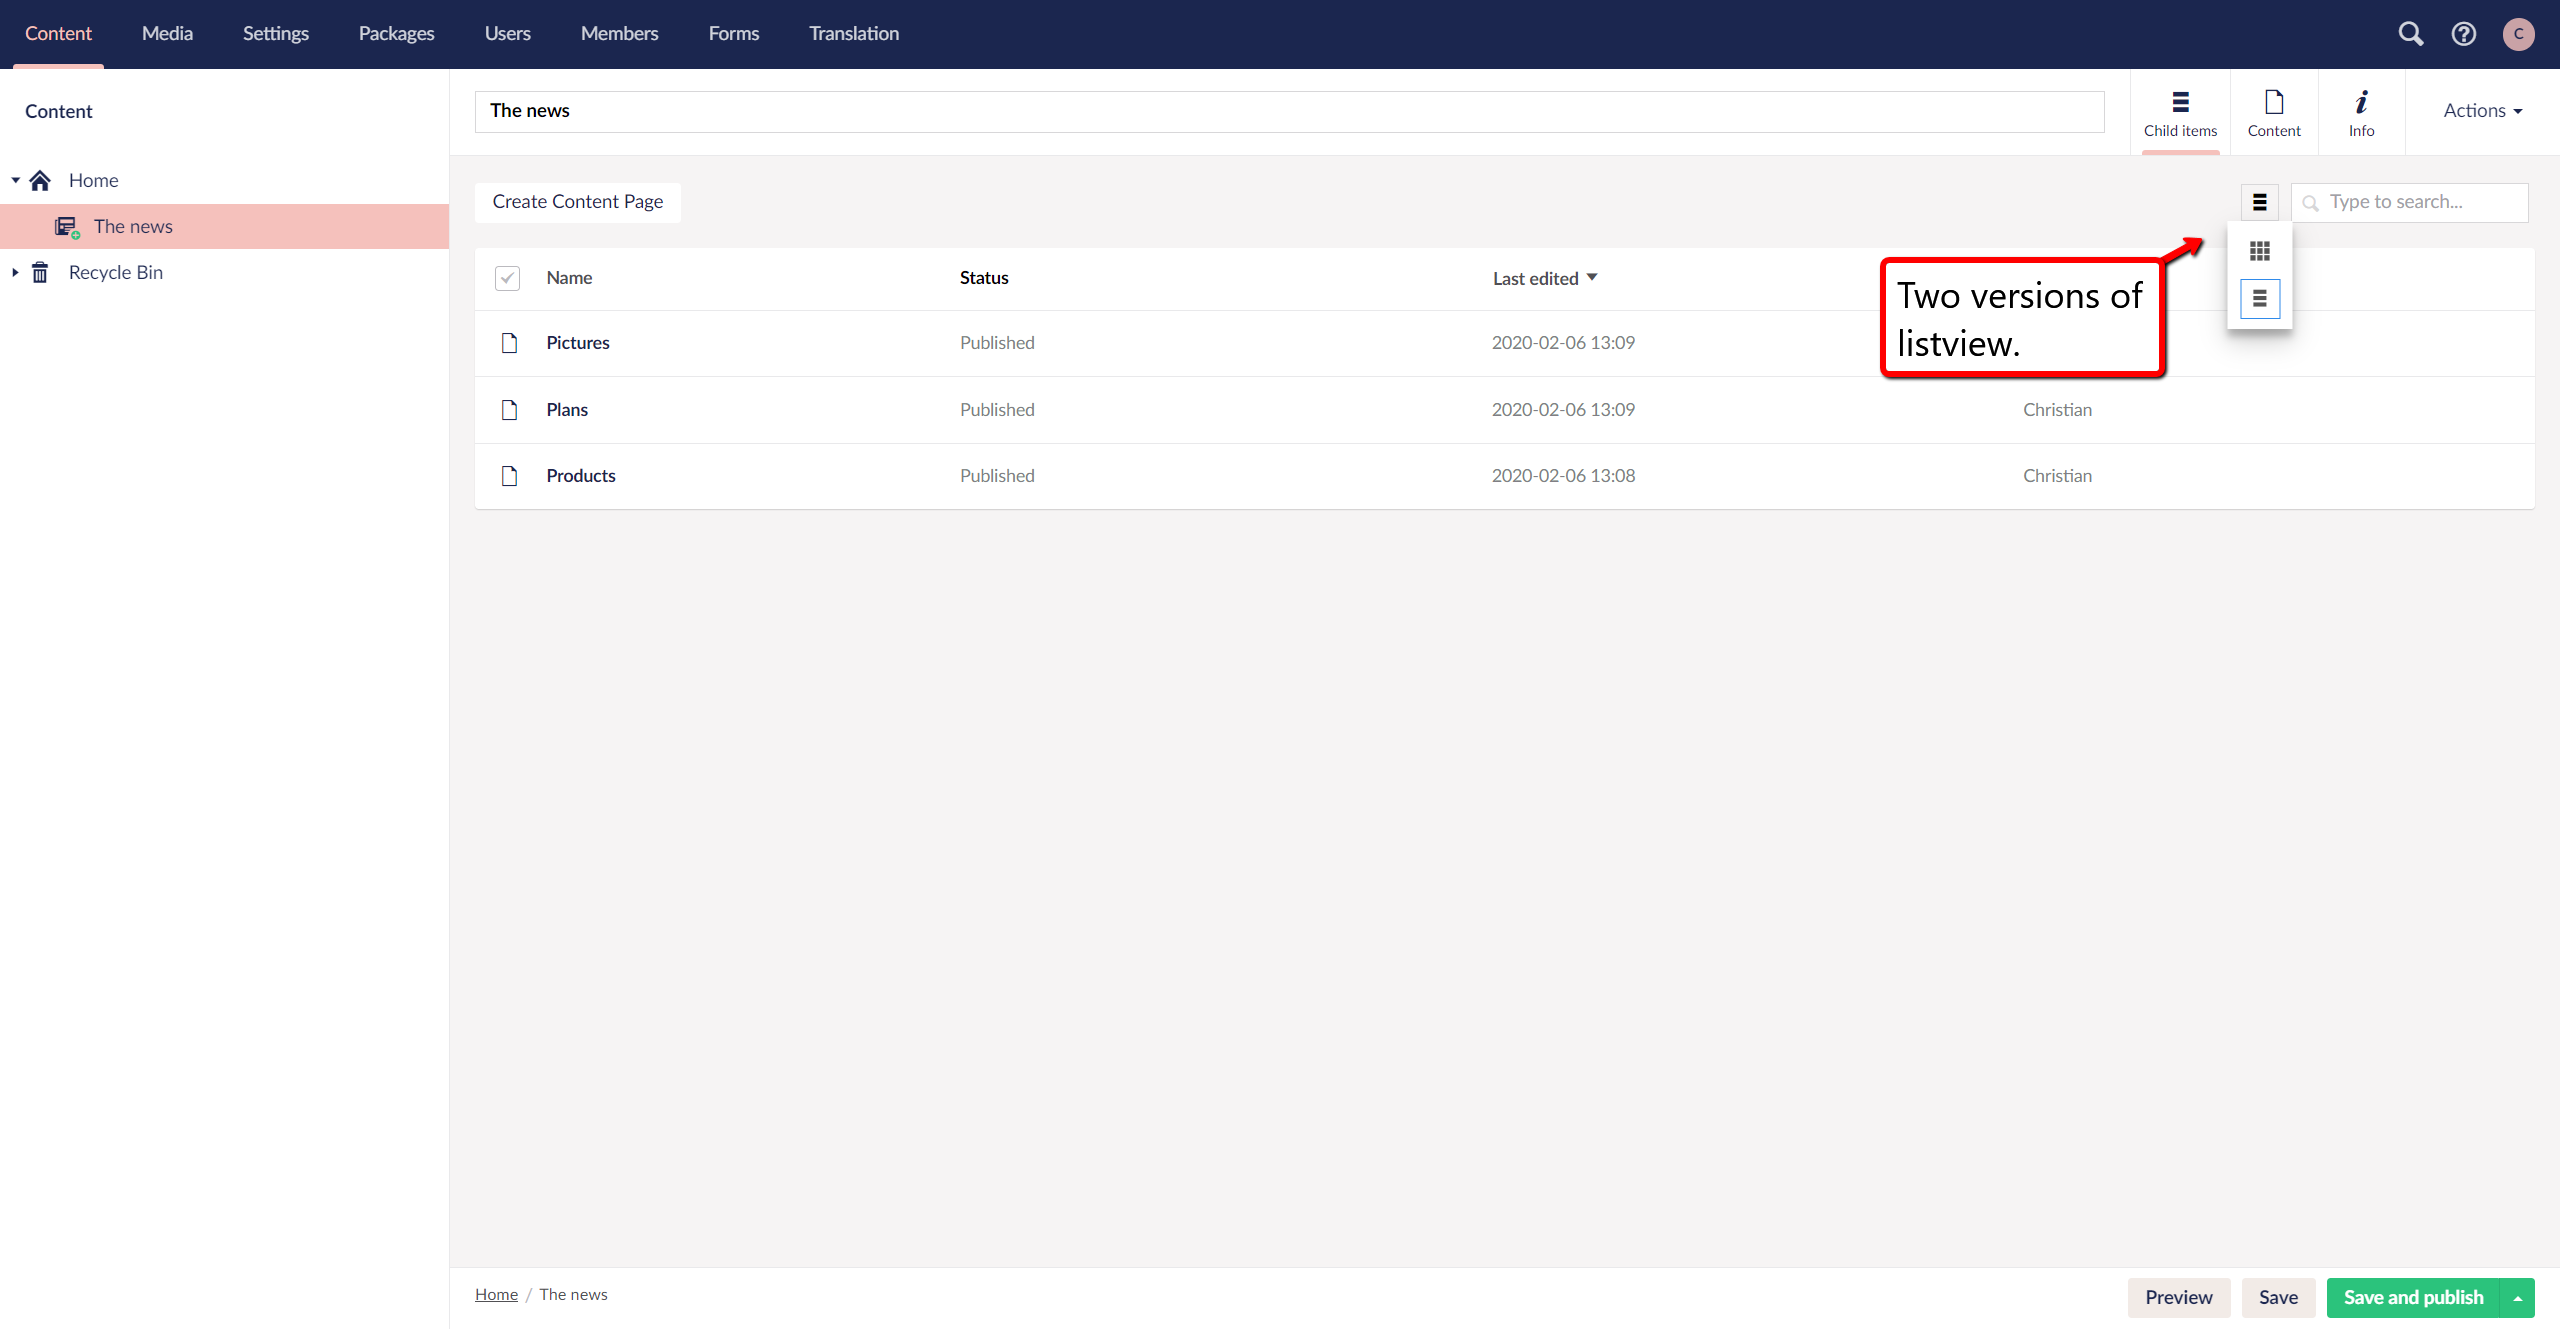 Content Media Settings Packages Users Members Forms Translation C
Content
Home
The news
Recycle Bin
The news
Child items Content Info Actions
Create Content Page Type to search...
Name Status Last edited
Pictures Published 2020-02-06 13:09
Plans Published 2020-02-06 13:09 Christian
Products Published 2020-02-06 13:08 Christian
Two versions of
listview.
Home / The news Preview Save Save and publish